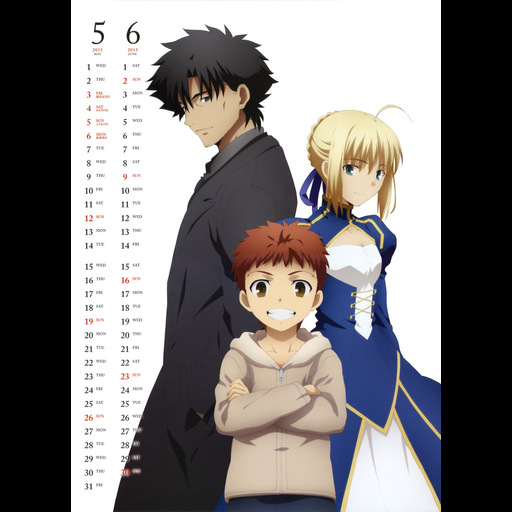 5
2013
MAY
1 WED
2 THU
3 FRI
4 SAT
5 SUN
6 MON
7 TUE
8 WED
9 THU
10 FRI
11 SAT
12 SUN
13 MON
14 TUE
15 WED
16 THU
17 FRI
18 SAT
19 SUN
20 MON
21 TUE
22 WED
23 THU
24 FRI
25 SAT
26 SUN
27 MON
28 TUE
29 WED
30 THU
31 FRI
6
2013
JUNE
1 SAT
2 SUN
3 MON
4 TUE
5 WED
6 THU
7 FRI
8 SAT
9 SUN
10 MON
11 TUE
12 WED
13 THU
14 FRI
15 SAT
16 SUN
17 MON
18 TUE
19 WED
20 THU
21 FRI
22 SAT
23 SUN
24 MON
25 TUE
26 WED
27 THU
28 FRI
29 SAT
30 SUN